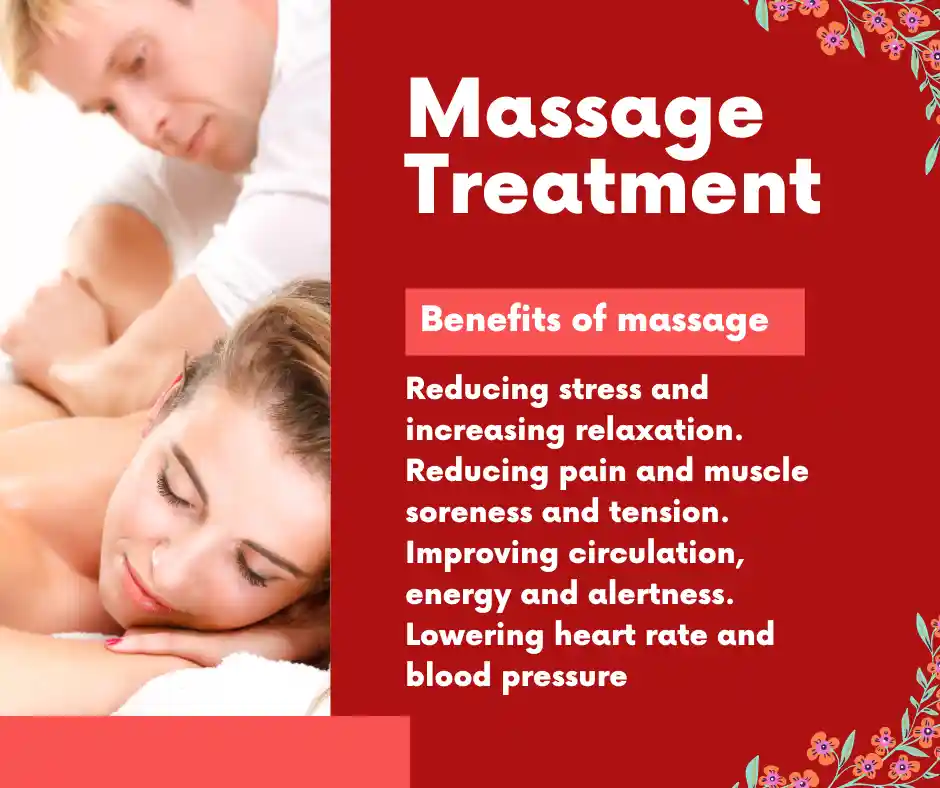 Massage
Treatment
Benefits of massage
Reducing stress and
increasing relaxation.
Reducing pain and muscle
soreness and tension.
Improving circulation,
energy and alertness.
Lowering heart rate and
blood pressure